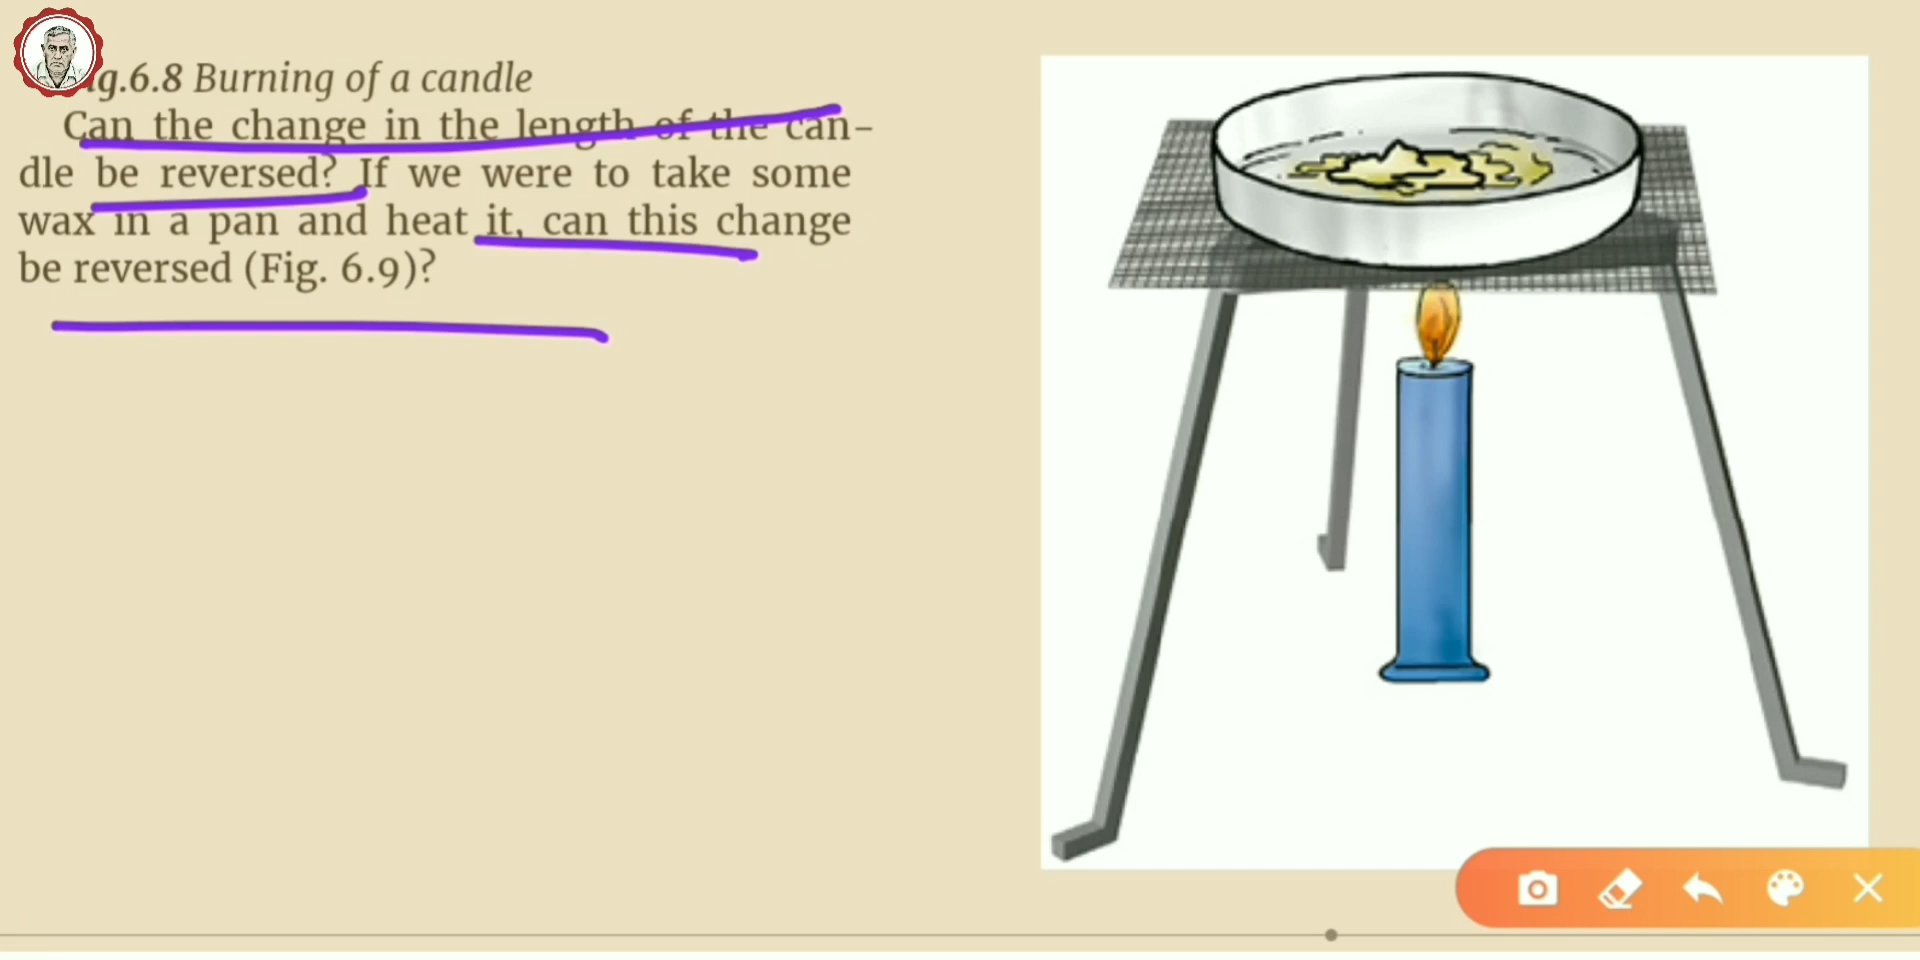 g.6.8 Burning of a candle
Can the change in the length of the can-
dle be reversed? If we were to take some
wax in a pan and heat it, can this change
be reversed (Fig. 6.9)?